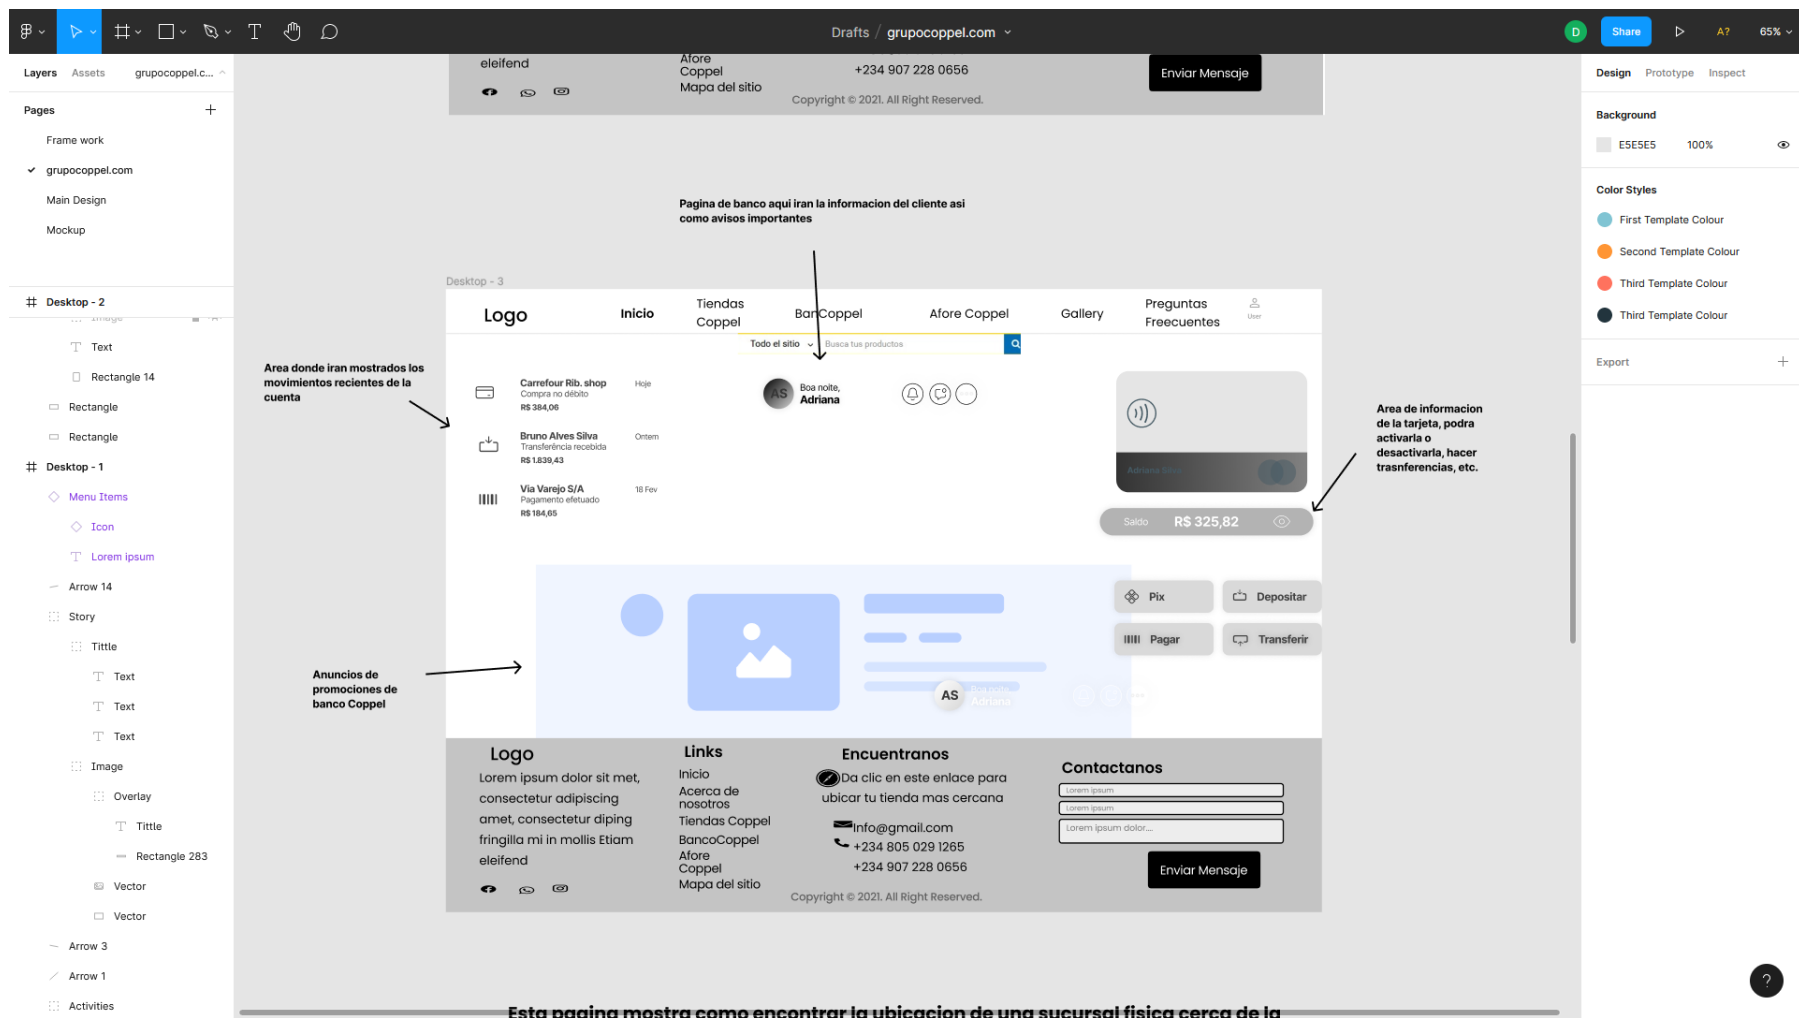 Drafts / grupocoppel.com
D
Share
A?
65%
Layers
Assets
grupocoppel.c...
Pages
Frame work
grupocoppel.com
Main Design
Mockup
Desktop - 2
Image
Text
Rectangle 14
Rectangle
Rectangle
Desktop - 1
Menu Items
Icon
Lorem ipsum
Arrow 14
Story
Tittle
Text
Text
Text
Image
Overlay
Tittle
Rectangle 283
Vector
Vector
Arrow 3
Arrow 1
Activities
eleifend
Afore
Coppel
Mapa del sitio
+234 907 228 0656
Enviar Mensaje
Copyright © 2021. All Right Reserved.
Pagina de banco aqui iran la informacion del cliente asi
como avisos importantes
Desktop - 3
Logo
Inicio
Tiendas
Coppel
BanCoppel
Afore Coppel
Gallery
Preguntas
Freecuentes
User
Todo el sitio
Busca tus productos
Area donde iran mostrados los
movimientos recientes de la
cuenta
Carrefour Rib. shop
Hoje
Compra no débito
R$ 384,06
Bruno Alves Silva
Ontem
Transferência recebida
R$ 1.839,43
Via Varejo S/A
18 Fev
Pagamento efetuado
R$ 184,65
AS
Boa noite,
Adriana
Adriana Silva
Saldo
R$ 325,82
Area de informacion
de la tarjeta, podra
activarla o
desactivarla, hacer
trasnferencias, etc.
Pix
Depositar
Pagar
Transferir
Anuncios de
promociones de
banco Coppel
AS
Boa noite,
Adriana
Logo
Lorem ipsum dolor sit met,
consectetur adipiscing
amet, consectetur diping
fringilla mi in mollis Etiam
eleifend
Links
Inicio
Acerca de
nosotros
Tiendas Coppel
BancoCoppel
Afore
Coppel
Mapa del sitio
Encuentranos
Da clic en este enlace para
ubicar tu tienda mas cercana
Info@gmail.com
+234 805 029 1265
+234 907 228 0656
Contactanos
Lorem ipsum
Lorem ipsum
Lorem ipsum dolor....
Enviar Mensaje
Copyright © 2021. All Right Reserved.
Esta pagina mostra como encontrar la ubicacion de una sucursal fisica cerca de la
Design
Prototype
Inspect
Background
E5E5E5
100%
Color Styles
First Template Colour
Second Template Colour
Third Template Colour
Third Template Colour
Export
?